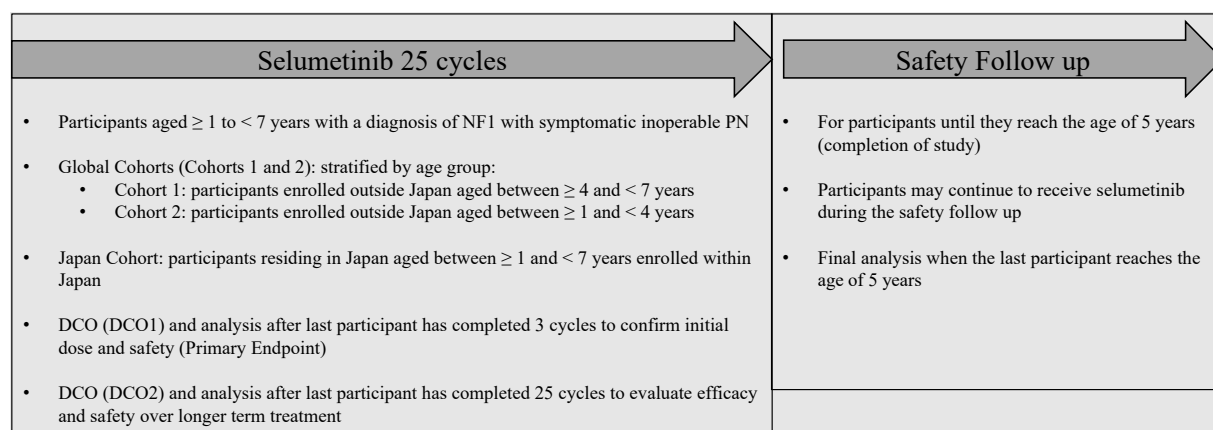 Selumetinib 25 cycles
• Participants aged ≥ 1 to < 7 years with a diagnosis of NF1 with symptomatic inoperable PN
• Global Cohorts (Cohorts 1 and 2): stratified by age group:
• Cohort 1: participants enrolled outside Japan aged between ≥ 4 and < 7 years
• Cohort 2: participants enrolled outside Japan aged between ≥ 1 and < 4 years
• Japan Cohort: participants residing in Japan aged between ≥ 1 and < 7 years enrolled within
Japan
• DCO (DCO1) and analysis after last participant has completed 3 cycles to confirm initial
dose and safety (Primary Endpoint)
• DCO (DCO2) and analysis after last participant has completed 25 cycles to evaluate efficacy
and safety over longer term treatment
Safety Follow up
• For participants until they reach the age of 5 years
(completion of study)
• Participants may continue to receive selumetinib
during the safety follow up
• Final analysis when the last participant reaches the
age of 5 years